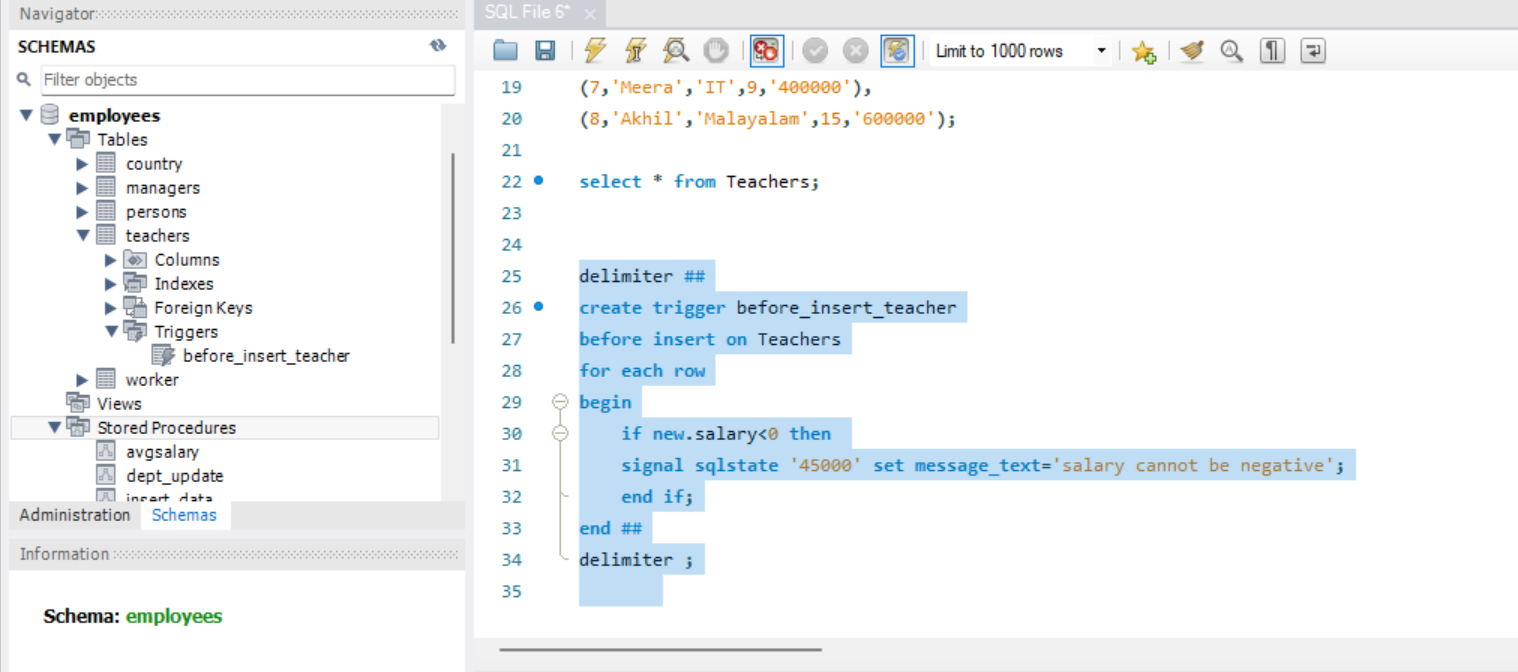 Navigator
SCHEMAS
Filter objects
employees
Tables
country
managers
persons
teachers
Columns
Indexes
Foreign Keys
Triggers
before_insert_teacher
worker
Views
Stored Procedures
avgsalary
dept_update
insert_data
Administration Schemas
Information
Schema: employees
SQL File 6*
Limit to 1000 rows
19 (7,'Meera','IT',9,'400000'),
20 (8,'Akhil','Malayalam',15,'600000');
21
22 select * from Teachers;
23
24
25 delimiter ##
26 create trigger before_insert_teacher
27 before insert on Teachers
28 for each row
29 begin
30 if new.salary<0 then
31 signal sqlstate '45000' set message_text='salary cannot be negative';
32 end if;
33 end ##
34 delimiter ;
35